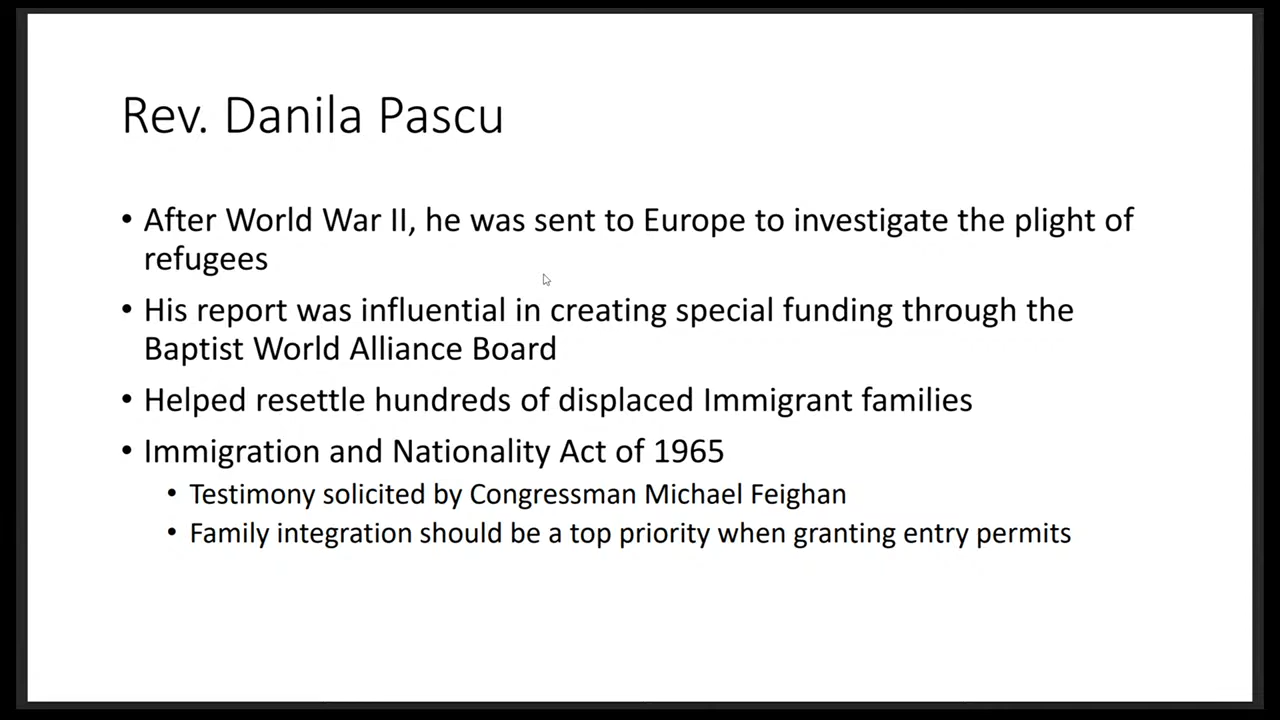 Rev. Danila Pascu
• After World War II, he was sent to Europe to investigate the plight of
refugees
• His report was influential in creating special funding through the
Baptist World Alliance Board
• Helped resettle hundreds of displaced Immigrant families
• Immigration and Nationality Act of 1965
• Testimony solicited by Congressman Michael Feighan
• Family integration should be a top priority when granting entry permits